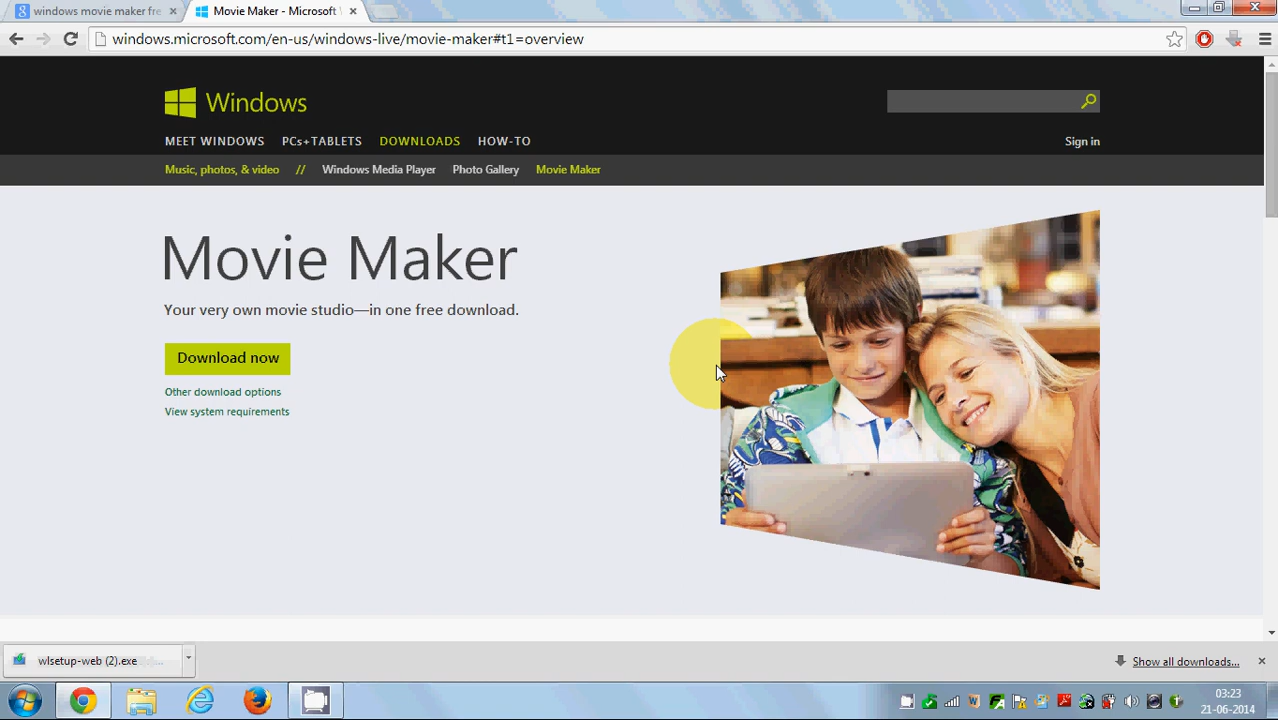 windows movie maker fre
Movie Maker - Microsoft
windows.microsoft.com/en-us/windows-live/movie-maker#t1=overview
Windows
MEET WINDOWS PCs+TABLETS DOWNLOADS HOW-TO
Sign in
Music, photos, & video // Windows Media Player Photo Gallery Movie Maker
Movie Maker
Your very own movie studio—in one free download.
Download now
Other download options
View system requirements
wlsetup-web (2).exe
Show all downloads...
03:23
21-06-2014